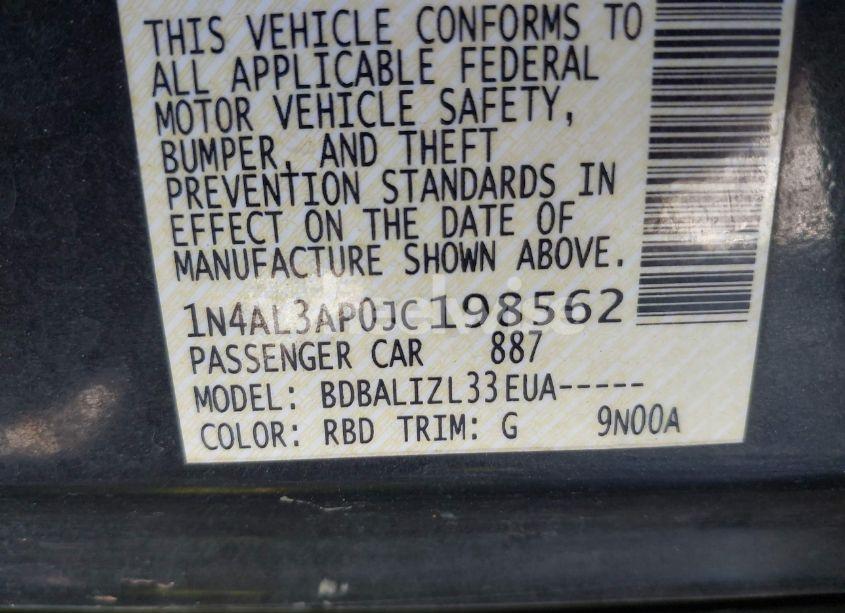 THIS VEHICLE CONFORMS TO
ALL APPLICABLE FEDERAL
MOTOR VEHICLE SAFETY,
BUMPER, AND THEFT
PREVENTION STANDARDS IN
EFFECT ON THE DATE OF
MANUFACTURE SHOWN ABOVE.
1N4AL3AP0JC198562
PASSENGER CAR 887
MODEL: BDBALIZL33EUA-----
COLOR: RBD TRIM: G 9N00A